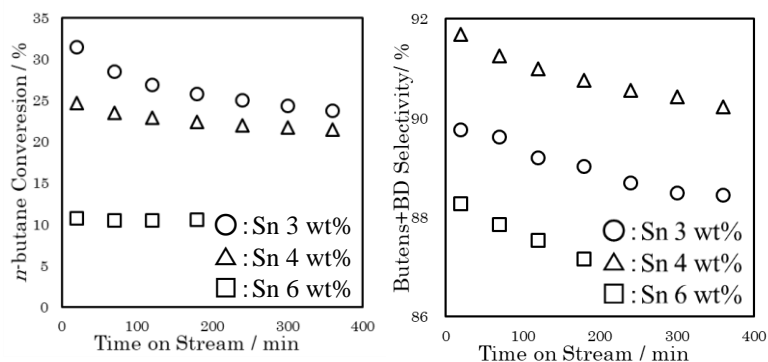 35
30
25
20
15
10
5
0
n-butane Converesion / %
○ : Sn 3 wt%
△ : Sn 4 wt%
□ : Sn 6 wt%
0 100 200 300 400
Time on Stream / min
92
90
88
86
Butens+BD Selectivity/ %
○ : Sn 3 wt%
△ : Sn 4 wt%
□ : Sn 6 wt%
0 100 200 300 400
Time on Stream / min